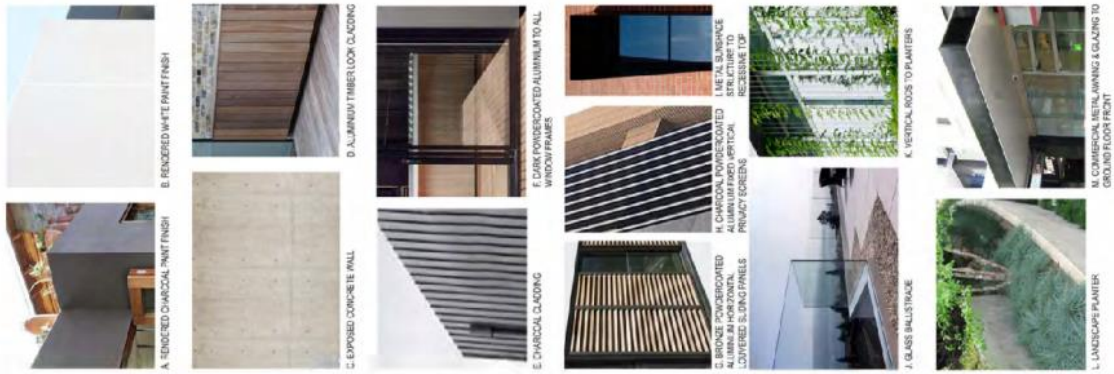 A. RENDERED CHARCOAL PAINT FINISH
B. RENDERED WHITE PAINT FINISH
C. EXPOSED CONCRETE WALL
D. ALUMINIUM TIMBER LOOK CLADDING
E. CHARCOAL CLADDING
F. DARK POWDERCOATED ALUMINIUM TO ALL
WINDOW FRAMES
G. BRONZE POWDERCOATED
ALUMINIUM HORIZONTAL
LOUVERED SLIDING PANELS
H. CHARCOAL POWDERCOATED
ALUMINIUM FIXED VERTICAL
PRIVACY SCREENS
I. METAL SUNSHADE
STRUCTURE TO
RECESSIVE TOP
J. GLASS BALUSTRADE
K. VERTICAL RODS TO PLANTERS
L. LANDSCAPE PLANTER
M. COMMERCIAL METAL AWNING & GLAZING TO
GROUND FLOOR FRONT